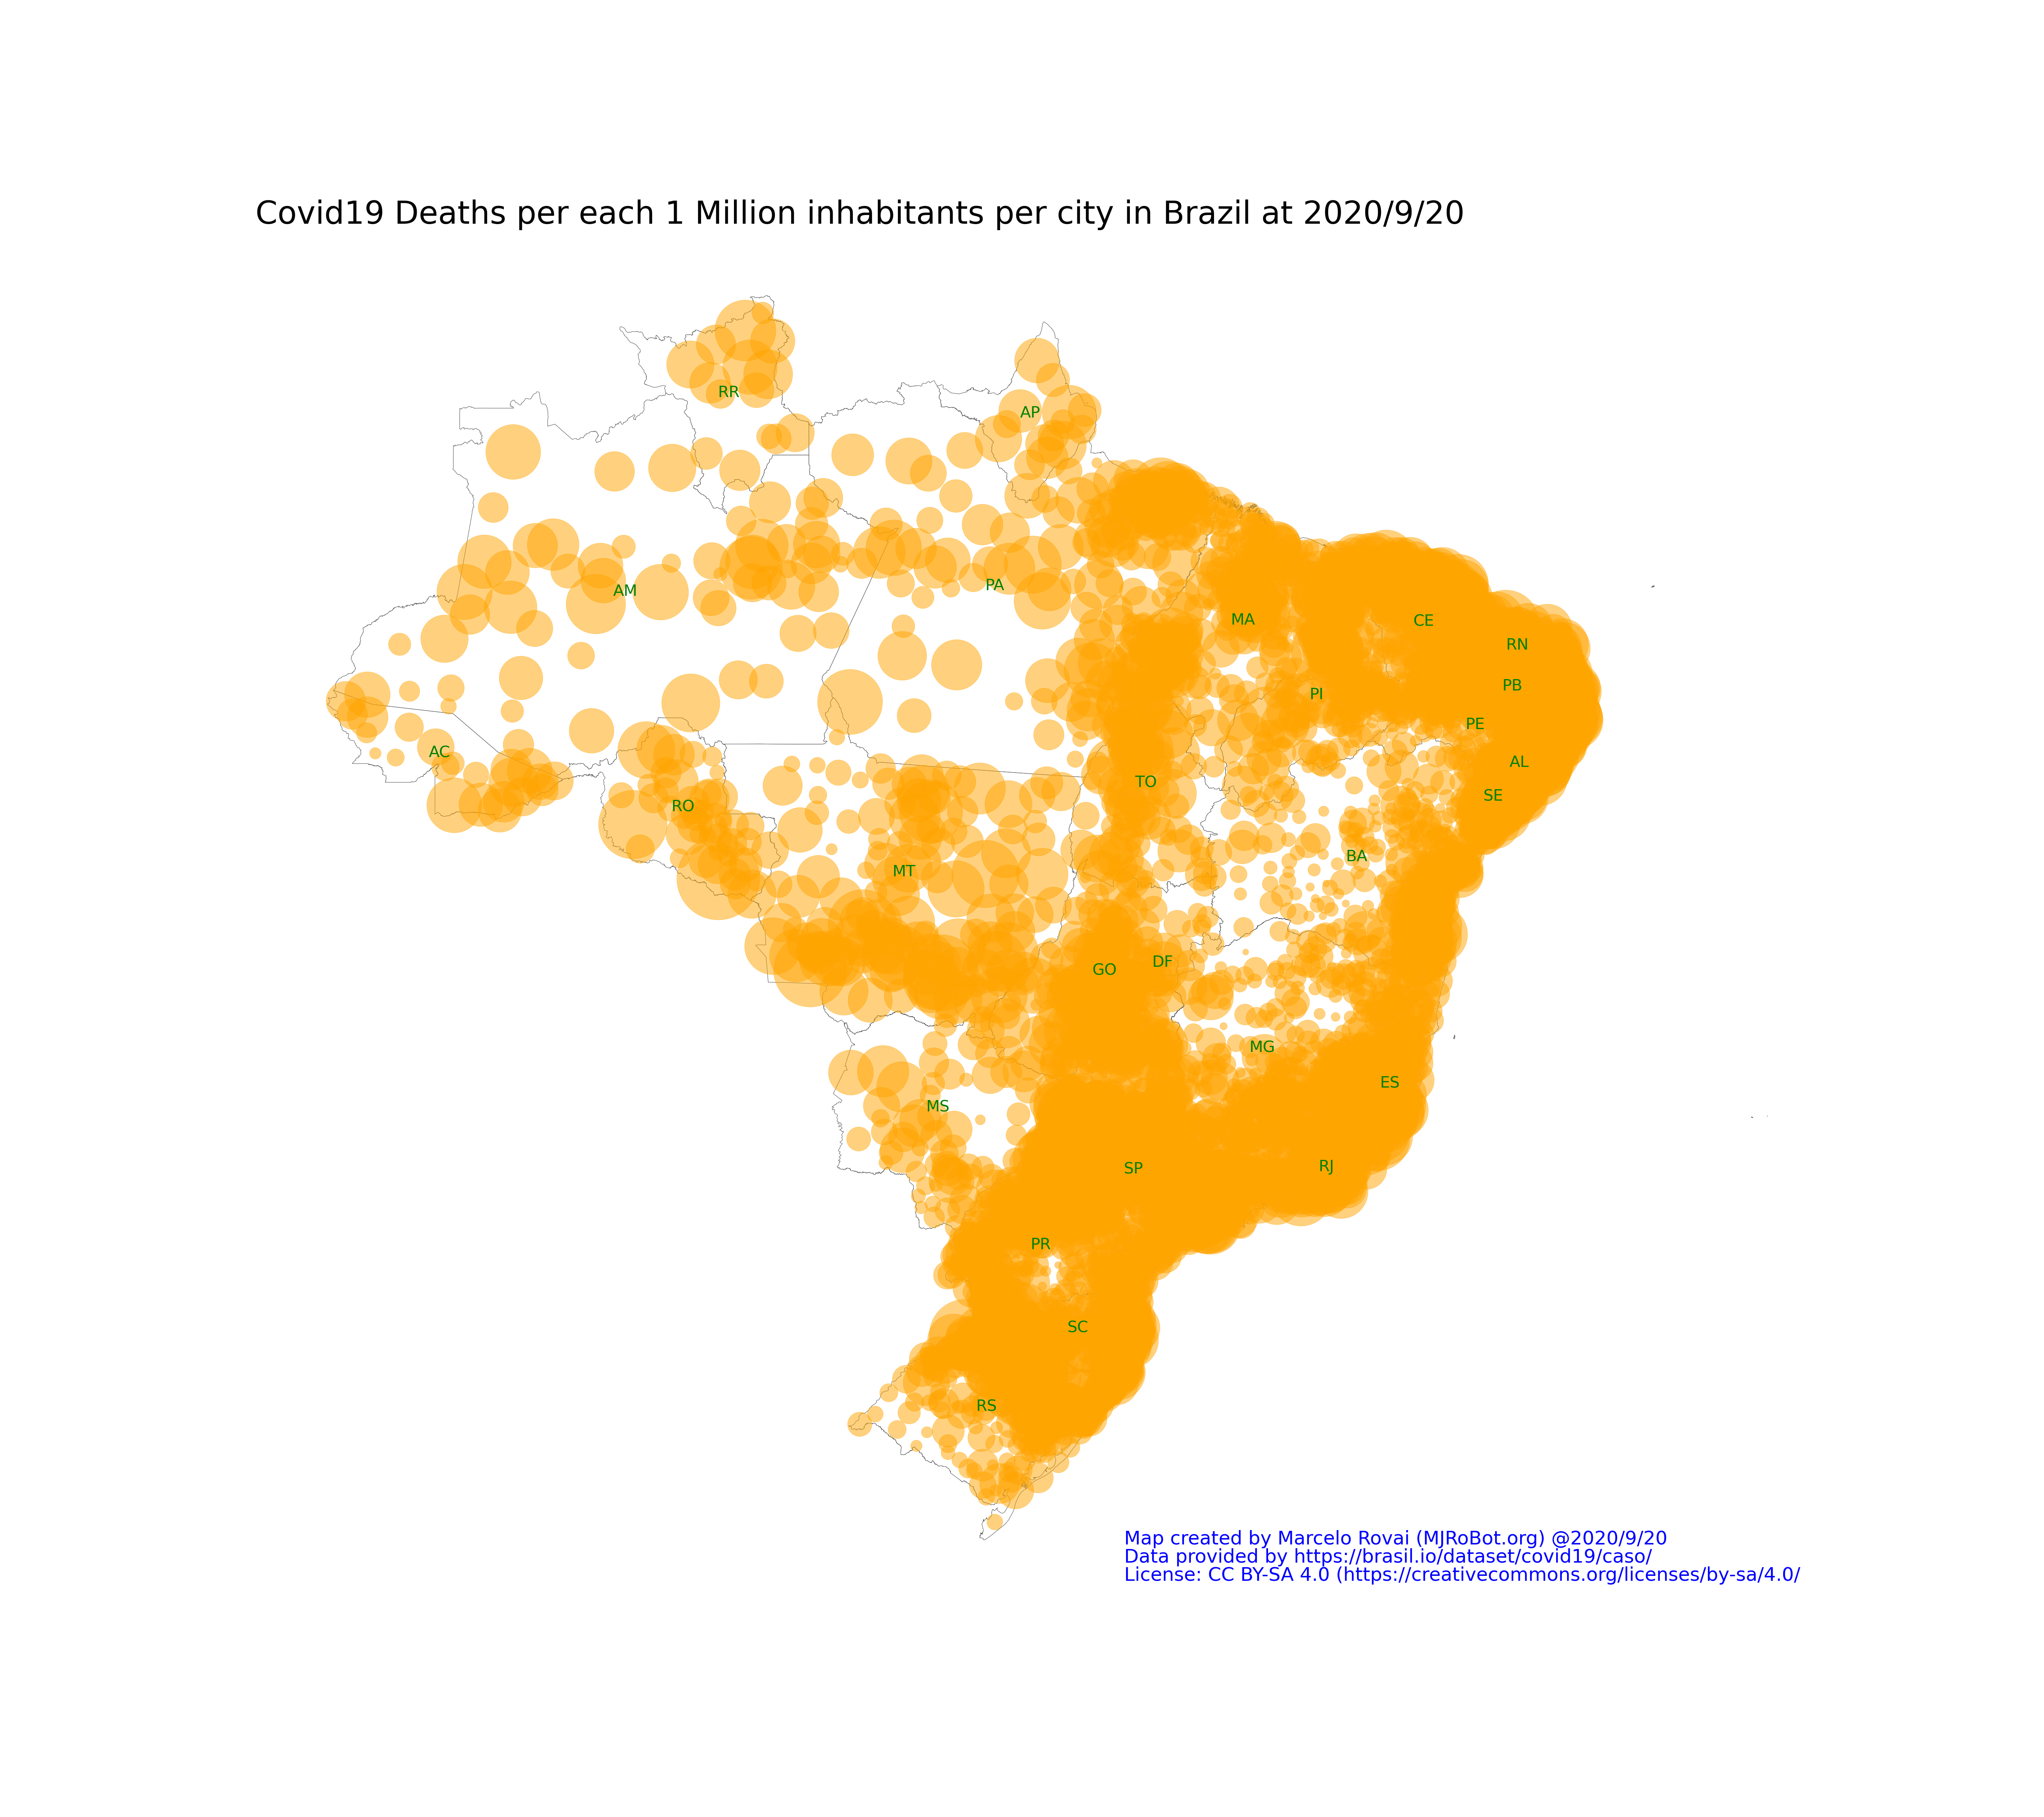 Covid19 Deaths per each 1 Million inhabitants per city in Brazil at 2020/9/20
RR
AP
AM
PA
MA
CE
RN
PB
PI
PE
AC
AL
TO
SE
RO
BA
MT
DF
GO
MG
ES
MS
RJ
SP
PR
SC
RS
Map created by Marcelo Rovai (MJRoBot.org) @2020/9/20
Data provided by https://brasil.io/dataset/covid19/caso/
License: CC BY-SA 4.0 (https://creativecommons.org/licenses/by-sa/4.0/